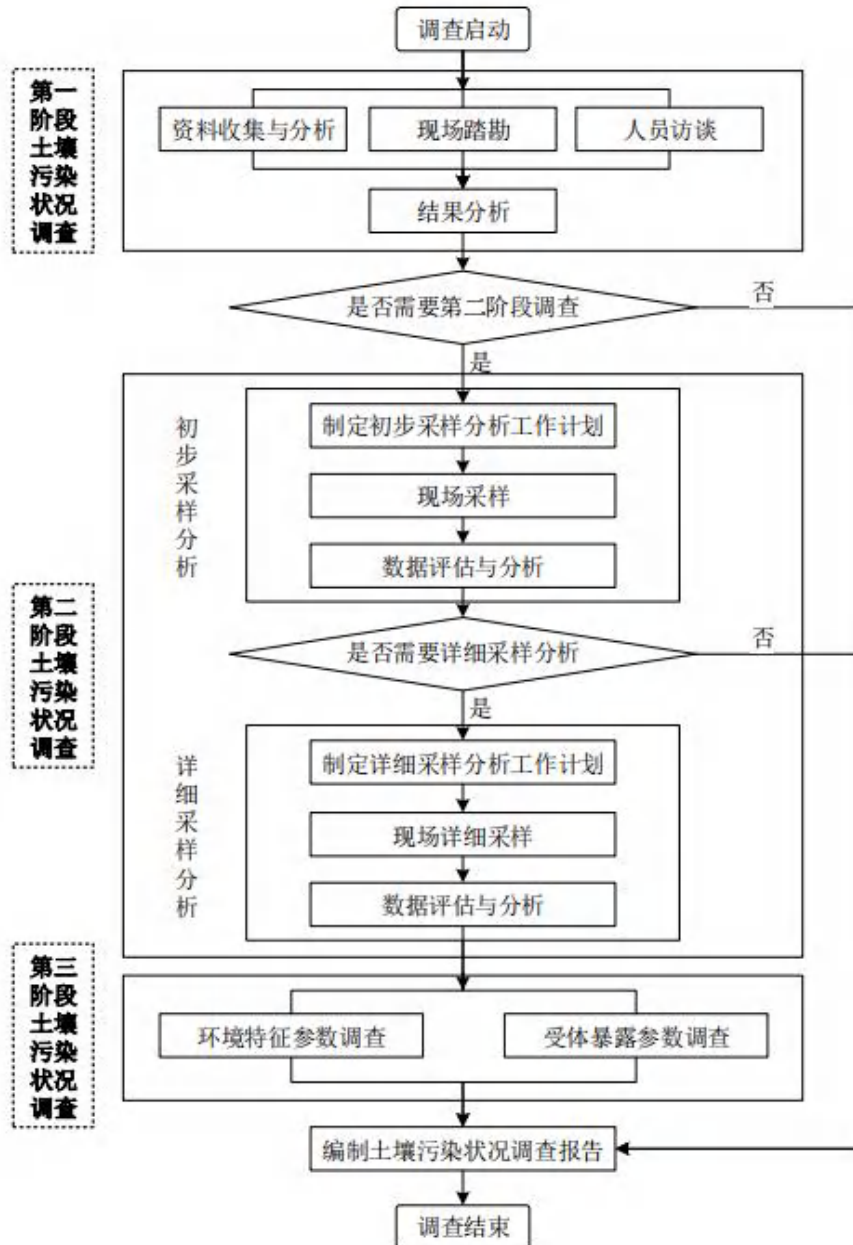 调查启动
第一
阶段
土壤
污染
状况
调查
资料收集与分析
现场踏勘
人员访谈
结果分析
是否需要第二阶段调查
否
是
初步采样分析
制定初步采样分析工作计划
现场采样
数据评估与分析
第二
阶段
土壤
污染
状况
调查
是否需要详细采样分析
否
是
详细采样分析
制定详细采样分析工作计划
现场详细采样
数据评估与分析
第三
阶段
土壤
污染
状况
调查
环境特征参数调查
受体暴露参数调查
编制土壤污染状况调查报告
调查结束